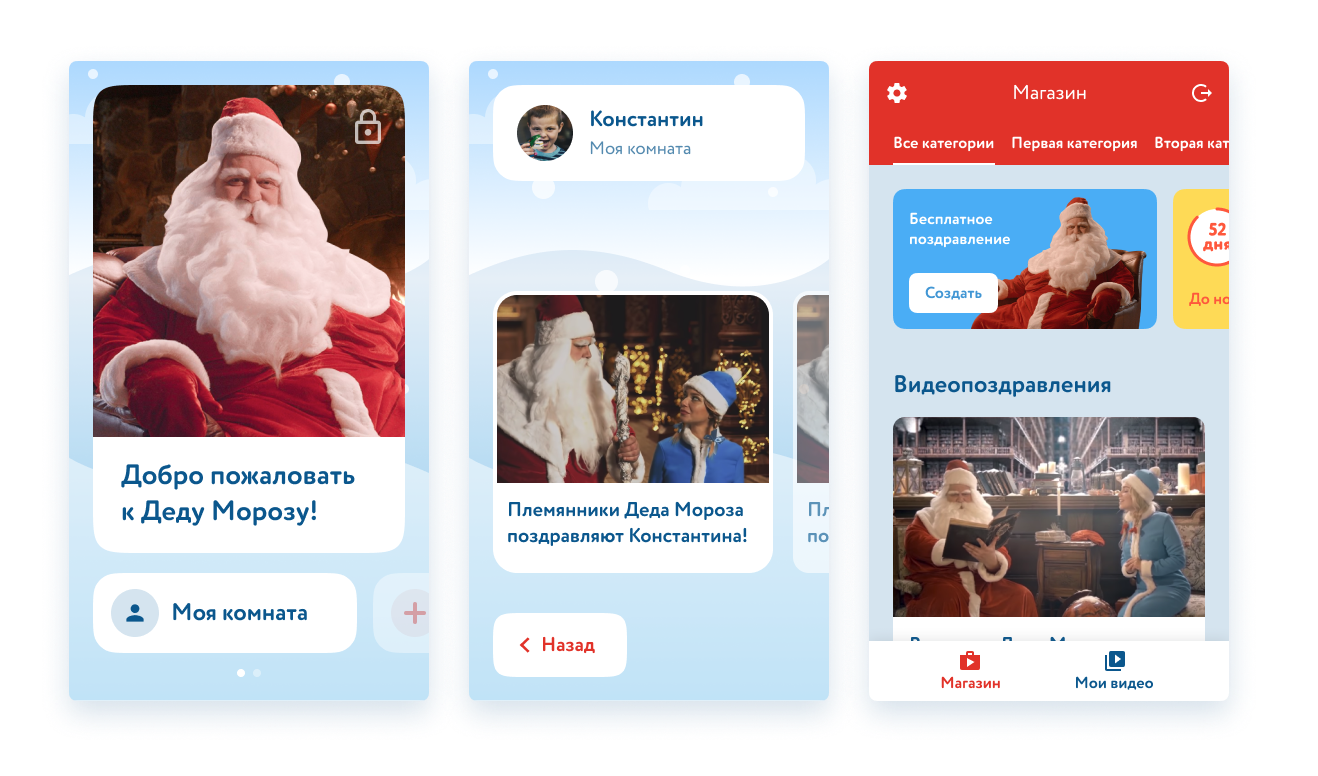 Добро пожаловать
к Деду Морозу!
Моя комната
Константин
Моя комната
Племянники Деда Мороза
поздравляют Константина!
Пл
по
Назад
Магазин
Все категории
Первая категория
Вторая кат
Бесплатное
поздравление
Создать
52
дня
До но
Видеопоздравления
Магазин
Мои видео